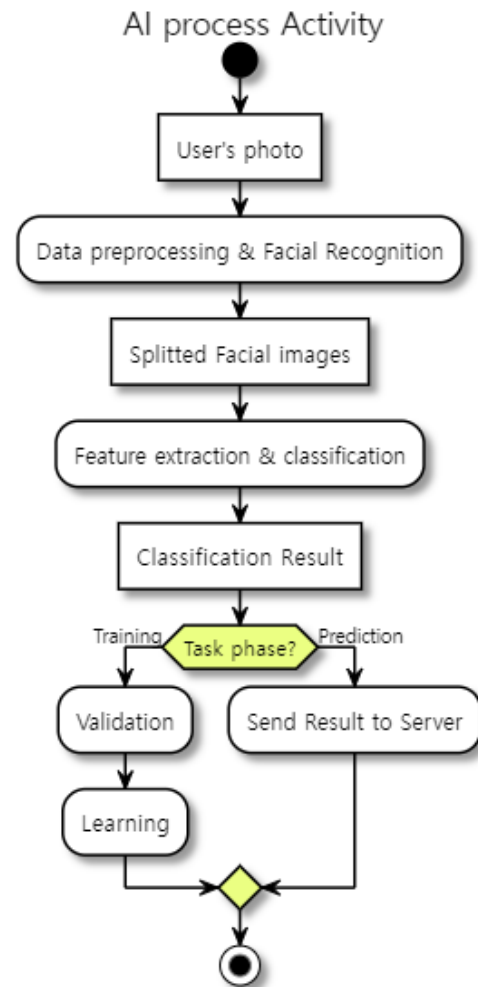 AI process Activity
User's photo
Data preprocessing & Facial Recognition
Splitted Facial images
Feature extraction & classification
Classification Result
Training
Task phase?
Prediction
Validation
Send Result to Server
Learning